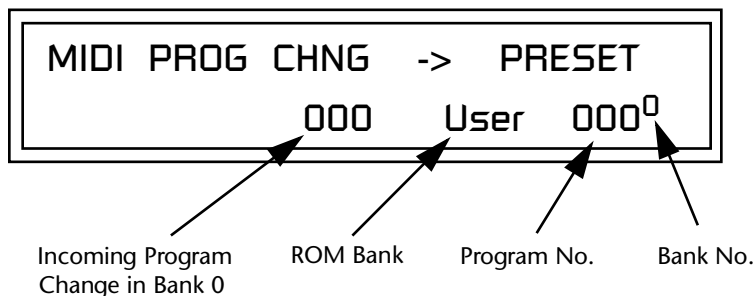 MIDI PROG CHNG -> PRESET
000 User 000 0
Incoming Program Change in Bank 0
ROM Bank
Program No.
Bank No.